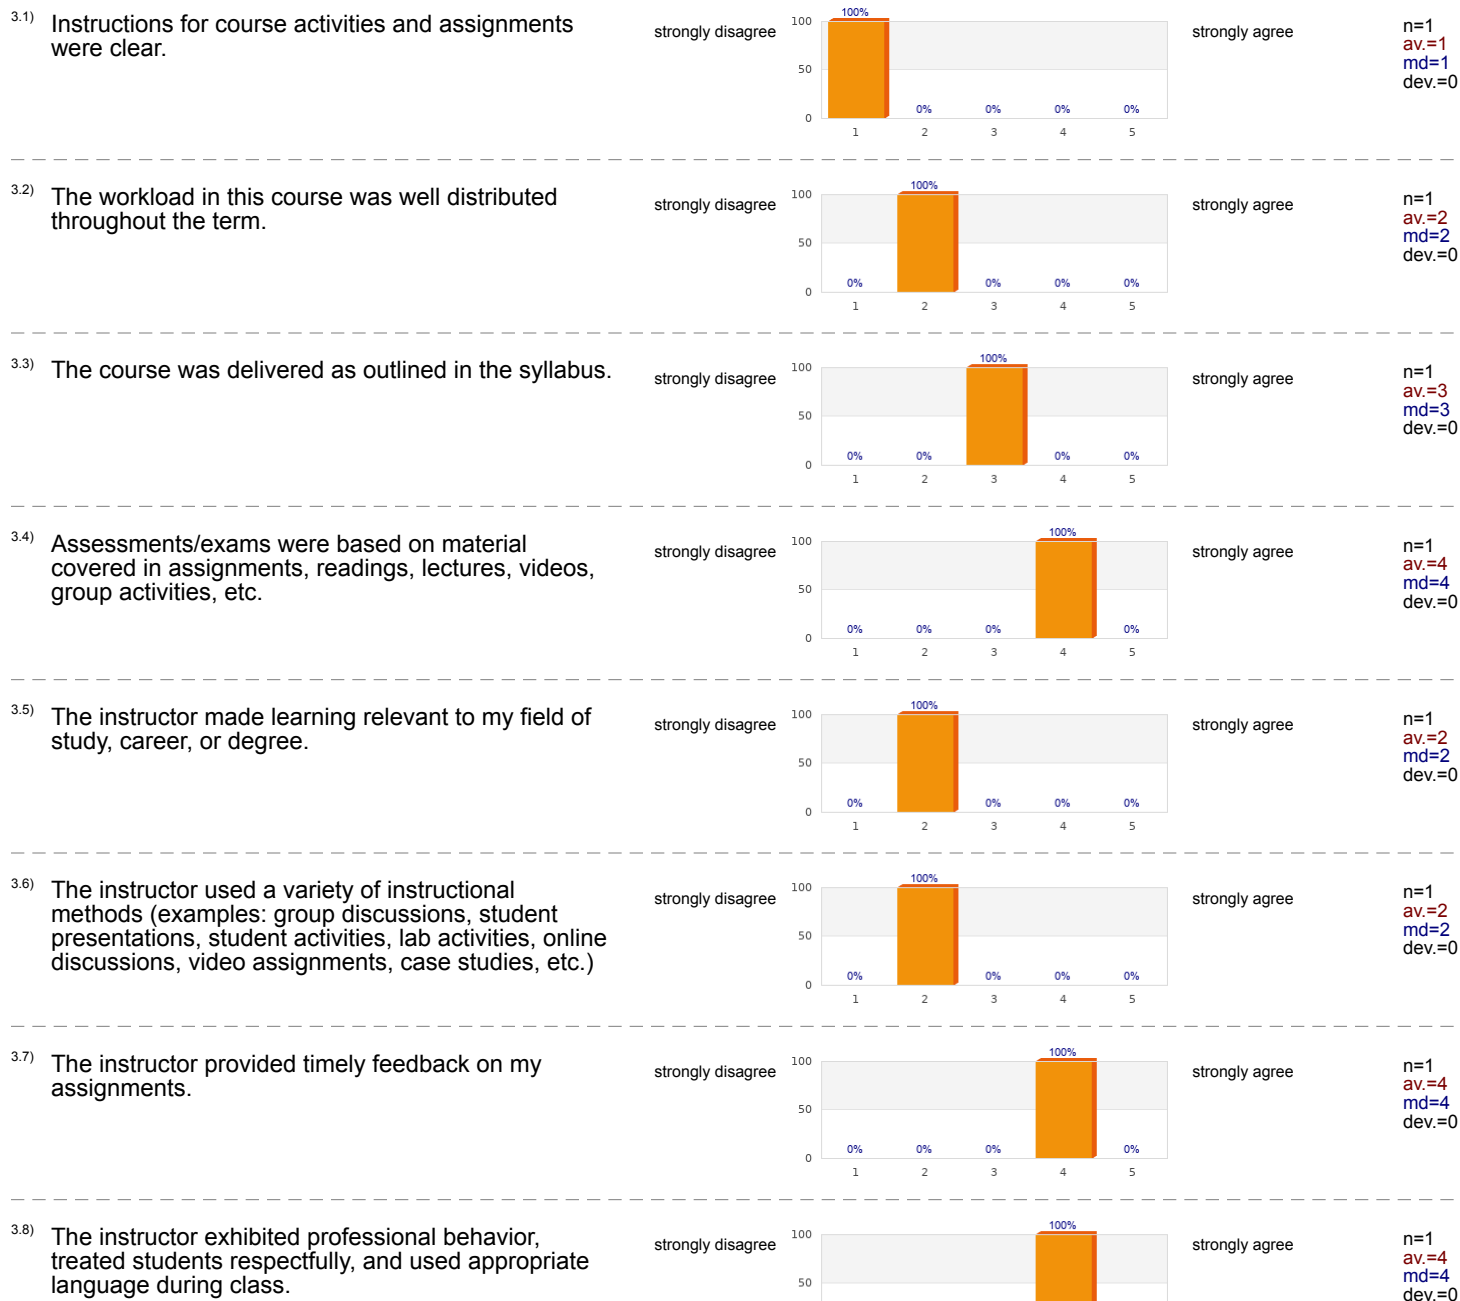 3.1) Instructions for course activities and assignments
were clear.
strongly disagree
100
50
0
100%
0%
0%
0%
0%
1
2
3
4
5
strongly agree
n=1
av.=1
md=1
dev.=0
3.2) The workload in this course was well distributed
throughout the term.
strongly disagree
100
50
0
0%
100%
0%
0%
0%
1
2
3
4
5
strongly agree
n=1
av.=2
md=2
dev.=0
3.3) The course was delivered as outlined in the syllabus.
strongly disagree
100
50
0
0%
0%
100%
0%
0%
1
2
3
4
5
strongly agree
n=1
av.=3
md=3
dev.=0
3.4) Assessments/exams were based on material
covered in assignments, readings, lectures, videos,
group activities, etc.
strongly disagree
100
50
0
0%
0%
0%
100%
0%
1
2
3
4
5
strongly agree
n=1
av.=4
md=4
dev.=0
3.5) The instructor made learning relevant to my field of
study, career, or degree.
strongly disagree
100
50
0
0%
100%
0%
0%
0%
1
2
3
4
5
strongly agree
n=1
av.=2
md=2
dev.=0
3.6) The instructor used a variety of instructional
methods (examples: group discussions, student
presentations, student activities, lab activities, online
discussions, video assignments, case studies, etc.)
strongly disagree
100
50
0
0%
100%
0%
0%
0%
1
2
3
4
5
strongly agree
n=1
av.=2
md=2
dev.=0
3.7) The instructor provided timely feedback on my
assignments.
strongly disagree
100
50
0
0%
0%
0%
100%
0%
1
2
3
4
5
strongly agree
n=1
av.=4
md=4
dev.=0
3.8) The instructor exhibited professional behavior,
treated students respectfully, and used appropriate
language during class.
strongly disagree
100
50
100%
strongly agree
n=1
av.=4
md=4
dev.=0